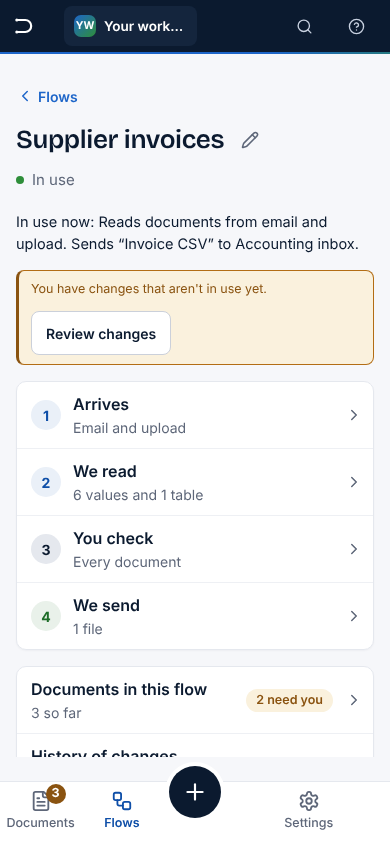 YW Your work...
Flows
Supplier invoices
In use
In use now: Reads documents from email and
upload. Sends “Invoice CSV” to Accounting inbox.
You have changes that aren't in use yet.
Review changes
1 Arrives
Email and upload
2 We read
6 values and 1 table
3 You check
Every document
4 We send
1 file
Documents in this flow
3 so far
2 need you
History of changes
3
Documents
Flows
Settings